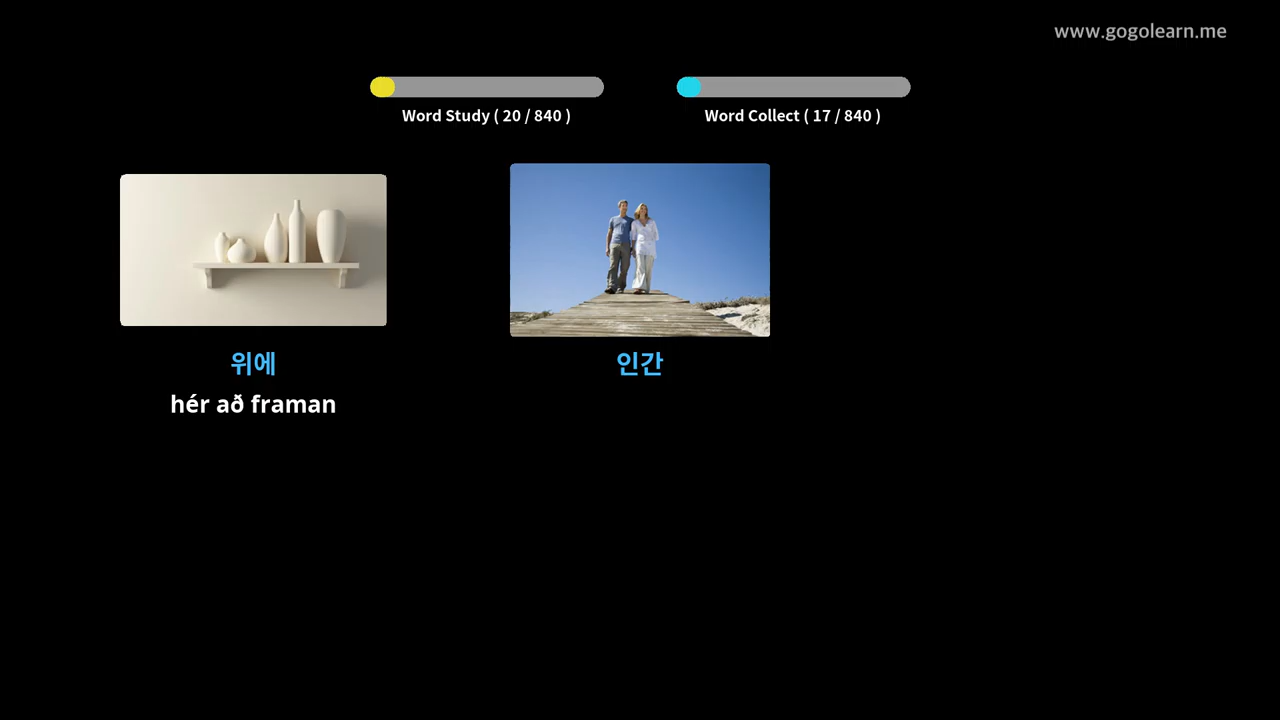 www.gogolearn.me
Word Study ( 20 / 840 )
Word Collect ( 17 / 840 )
위에
인간
hér að framan